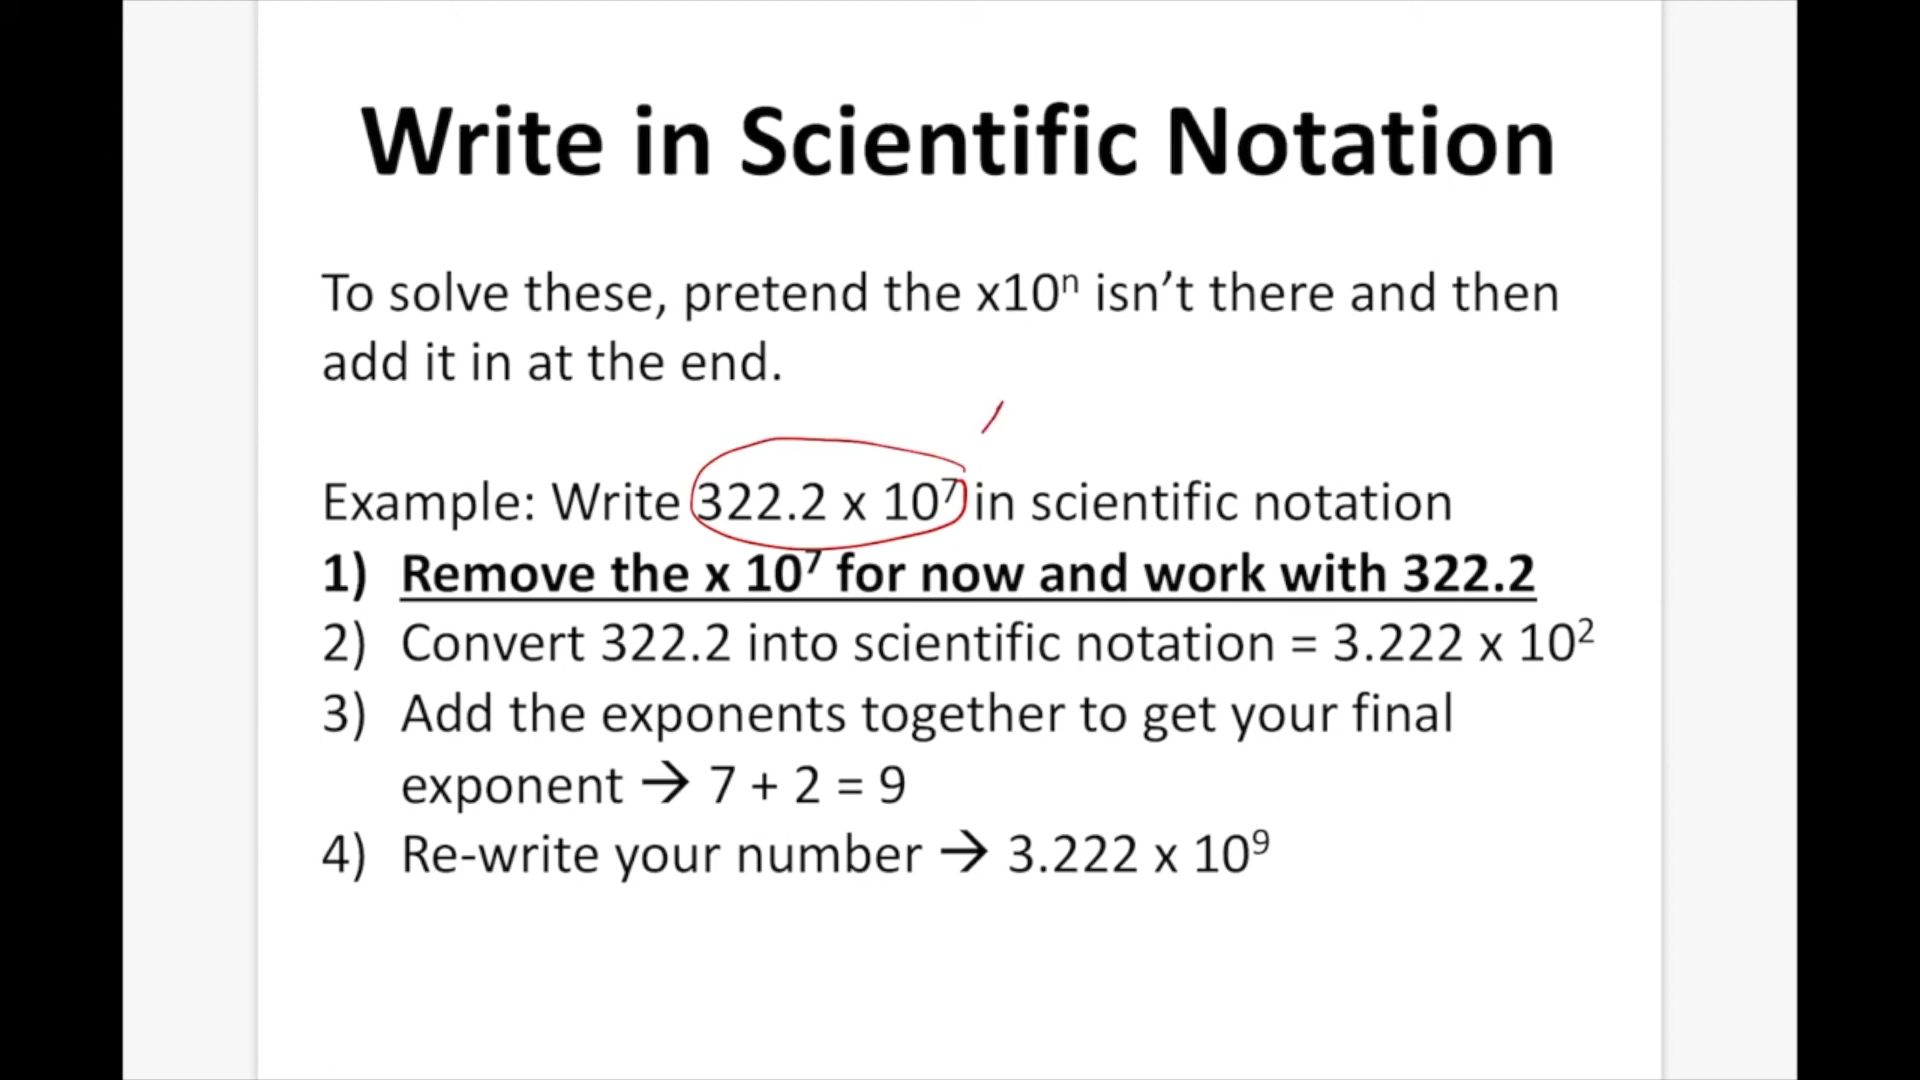 Write in Scientific Notation
To solve these, pretend the x10ⁿ isn’t there and then
add it in at the end.
Example: Write 322.2 x 10⁷ in scientific notation
1) Remove the x 10⁷ for now and work with 322.2
2) Convert 322.2 into scientific notation = 3.222 x 10²
3) Add the exponents together to get your final
exponent → 7 + 2 = 9
4) Re-write your number → 3.222 x 10⁹